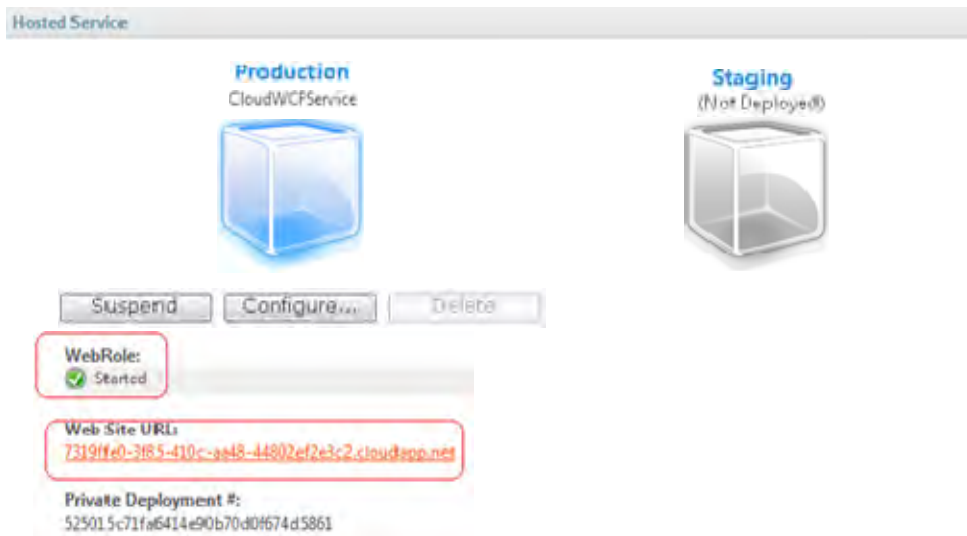 Hosted Service
Production
CloudWCFService
Staging
(Not Deployed)
Suspend
Configure...
Delete
WebRole:
Started
Web Site URL:
7319ffe0-3f85-410c-aa48-44802ef2e3c2.cloudapp.net
Private Deployment #:
525015c71fa6414e90b70d0f674d5861